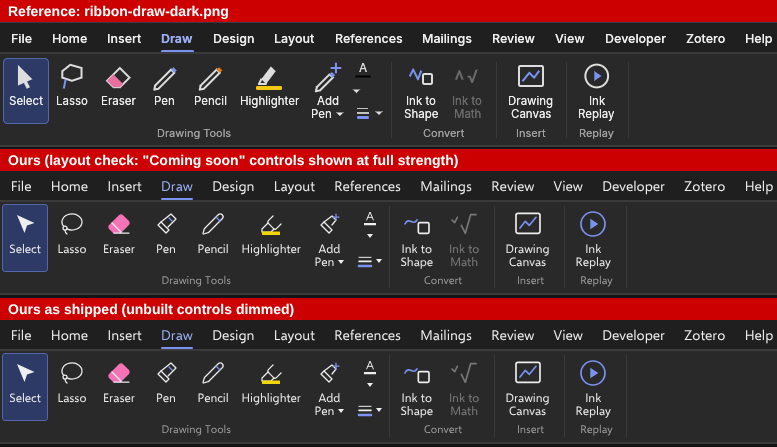 Reference: ribbon-draw-dark.png
File Home Insert Draw Design Layout References Mailings Review View Developer Zotero Help
Select Lasso Eraser Pen Pencil Highlighter Add Pen A Ink to Shape Ink to Math Drawing Canvas Ink Replay
Drawing Tools Convert Insert Replay
Ours (layout check: "Coming soon" controls shown at full strength)
File Home Insert Draw Design Layout References Mailings Review View Developer Zotero Help
Select Lasso Eraser Pen Pencil Highlighter Add Pen A Ink to Shape Ink to Math Drawing Canvas Ink Replay
Drawing Tools Convert Insert Replay
Ours as shipped (unbuilt controls dimmed)
File Home Insert Draw Design Layout References Mailings Review View Developer Zotero Help
Select Lasso Eraser Pen Pencil Highlighter Add Pen A Ink to Shape Ink to Math Drawing Canvas Ink Replay
Drawing Tools Convert Insert Replay